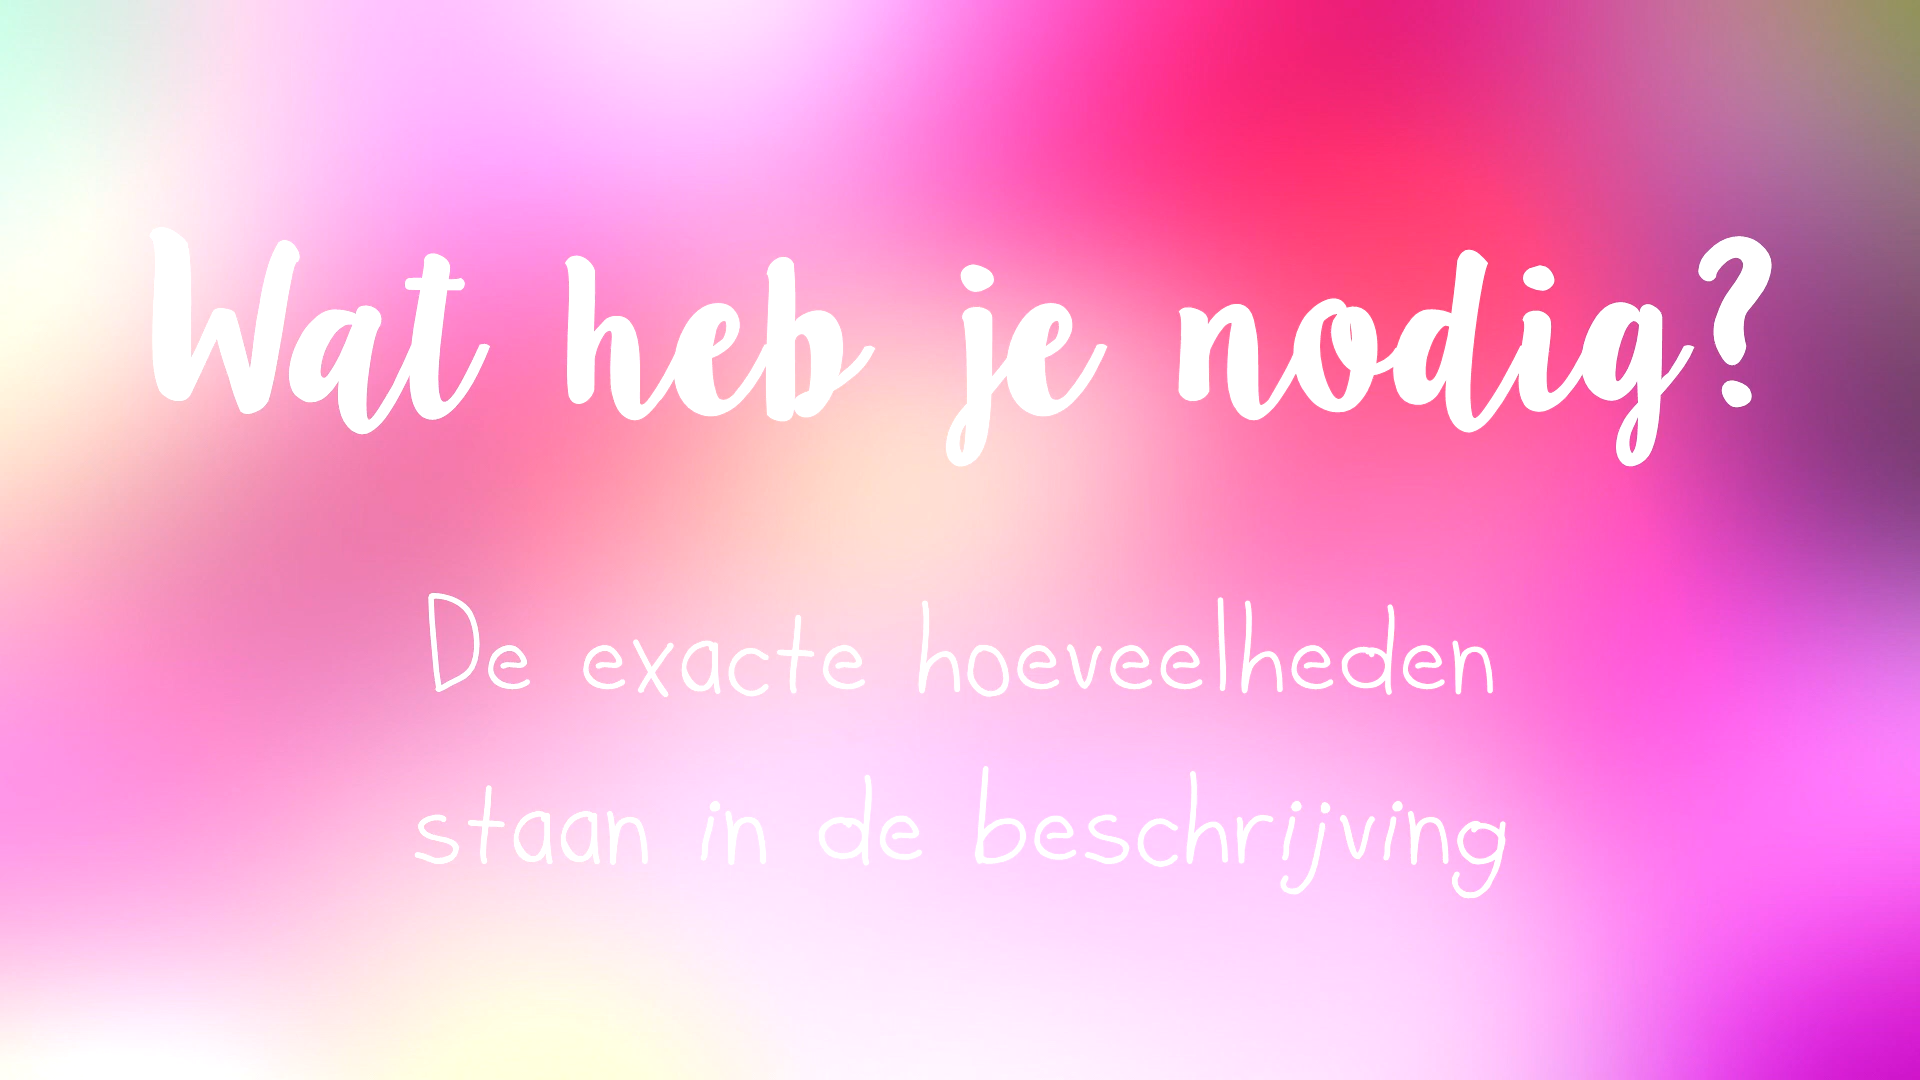 Wat heb je nodig?
De exacte hoeveelheden
staan in de beschrijving